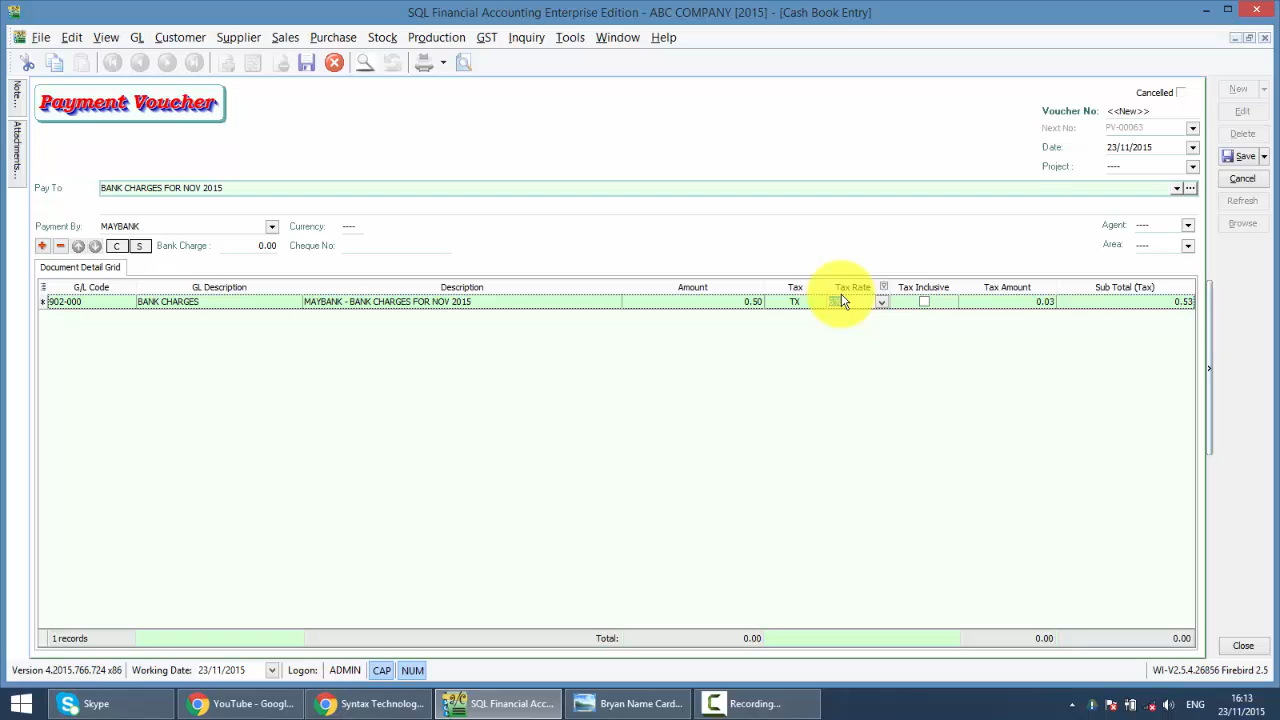 SQL Financial Accounting Enterprise Edition - ABC COMPANY [2015] - [Cash Book Entry]
File Edit View GL Customer Supplier Sales Purchase Stock Production GST Inquiry Tools Window Help
Note...
Attachments...
Payment Voucher
Cancelled
Voucher No: <<New>>
Next No: PV-00063
Date: 23/11/2015
Project : ----
New
Edit
Delete
Save
Cancel
Refresh
Browse
Pay To BANK CHARGES FOR NOV 2015
Payment By: MAYBANK Currency: ---- Agent: ----
C S Bank Charge : 0.00 Cheque No: Area: ----
Document Detail Grid
G/L Code GL Description Description Amount Tax Tax Rate Tax Inclusive Tax Amount Sub Total (Tax)
902-000 BANK CHARGES MAYBANK - BANK CHARGES FOR NOV 2015 0.50 TX 0.03 0.53
1 records Total: 0.00 0.00 0.00
Close
Version 4.2015.766.724 x86 Working Date: 23/11/2015 Logon: ADMIN CAP NUM WI-V2.5.4.26856 Firebird 2.5
Skype YouTube - Googl... Syntax Technolog... SQL Financial Acc... Bryan Name Card... Recording... ENG 16:13
23/11/2015